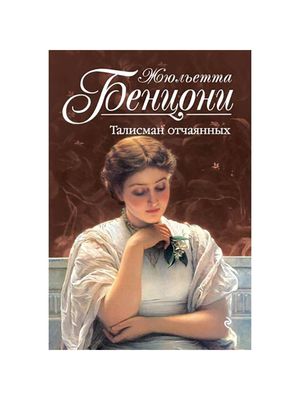 Жюльетта
Бенцони
Талисман отчаянных